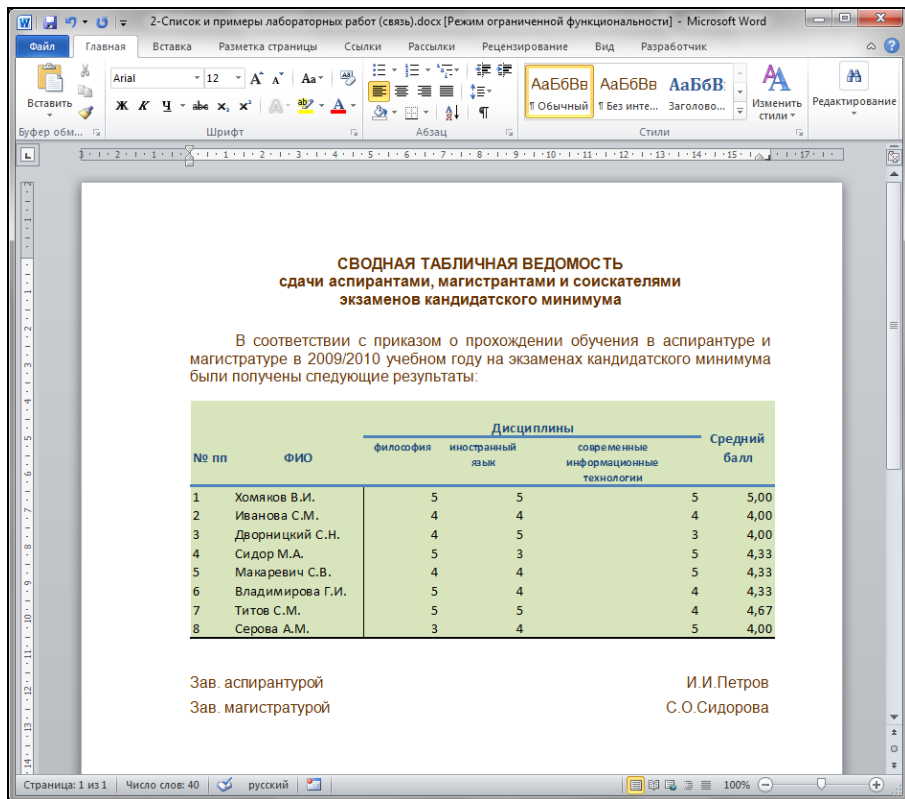 2-Список и примеры лабораторных работ (связь).docx [Режим ограниченной функциональности] - Microsoft Word
Файл Главная Вставка Разметка страницы Ссылки Рассылки Рецензирование Вид Разработчик
Arial 12
Вставить
АаБбВв АаБбВв АаБбВ
¶ Обычный ¶ Без инте... Заголово...
Изменить стили
Редактирование
Буфер обм... Шрифт Абзац Стили
СВОДНАЯ ТАБЛИЧНАЯ ВЕДОМОСТЬ
сдачи аспирантами, магистрантами и соискателями
экзаменов кандидатского минимума
В соответствии с приказом о прохождении обучения в аспирантуре и
магистратуре в 2009/2010 учебном году на экзаменах кандидатского минимума
были получены следующие результаты:
№ пп ФИО Дисциплины Средний балл
философия иностранный язык современные информационные технологии
1 Хомяков В.И. 5 5 5 5,00
2 Иванова С.М. 4 4 4 4,00
3 Дворницкий С.Н. 4 5 3 4,00
4 Сидор М.А. 5 3 5 4,33
5 Макаревич С.В. 4 4 5 4,33
6 Владимирова Г.И. 5 4 4 4,33
7 Титов С.М. 5 5 4 4,67
8 Серова А.М. 3 4 5 4,00
Зав. аспирантурой И.И.Петров
Зав. магистратурой С.О.Сидорова
Страница: 1 из 1 Число слов: 40 русский 100%